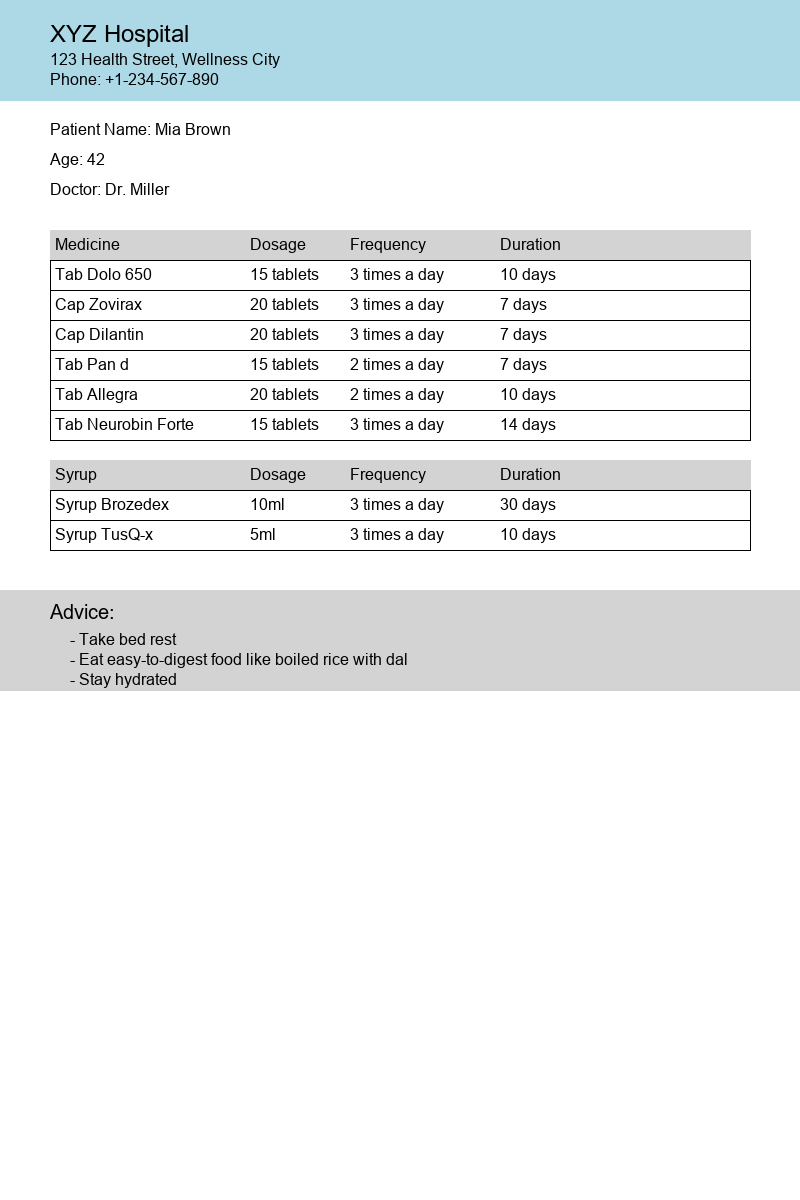 XYZ Hospital
123 Health Street, Wellness City
Phone: +1-234-567-890
Patient Name: Mia Brown
Age: 42
Doctor: Dr. Miller
Medicine Dosage Frequency Duration
Tab Dolo 650 15 tablets 3 times a day 10 days
Cap Zovirax 20 tablets 3 times a day 7 days
Cap Dilantin 20 tablets 3 times a day 7 days
Tab Pan d 15 tablets 2 times a day 7 days
Tab Allegra 20 tablets 2 times a day 10 days
Tab Neurobin Forte 15 tablets 3 times a day 14 days
Syrup Dosage Frequency Duration
Syrup Brozedex 10ml 3 times a day 30 days
Syrup TusQ-x 5ml 3 times a day 10 days
Advice:
- Take bed rest
- Eat easy-to-digest food like boiled rice with dal
- Stay hydrated